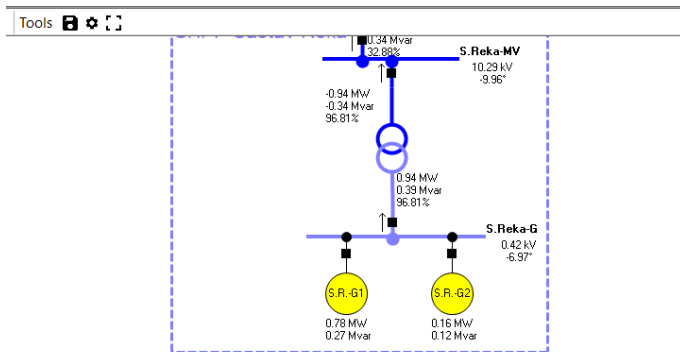 Tools
0.34 Mvar
32.88%
S.Reka-MV
10.29 kV
-9.96°
-0.94 MW
-0.34 Mvar
96.81%
0.94 MW
0.39 Mvar
96.81%
S.Reka-G
0.42 kV
-6.97°
S.R.-G1
S.R.-G2
0.78 MW
0.27 Mvar
0.16 MW
0.12 Mvar